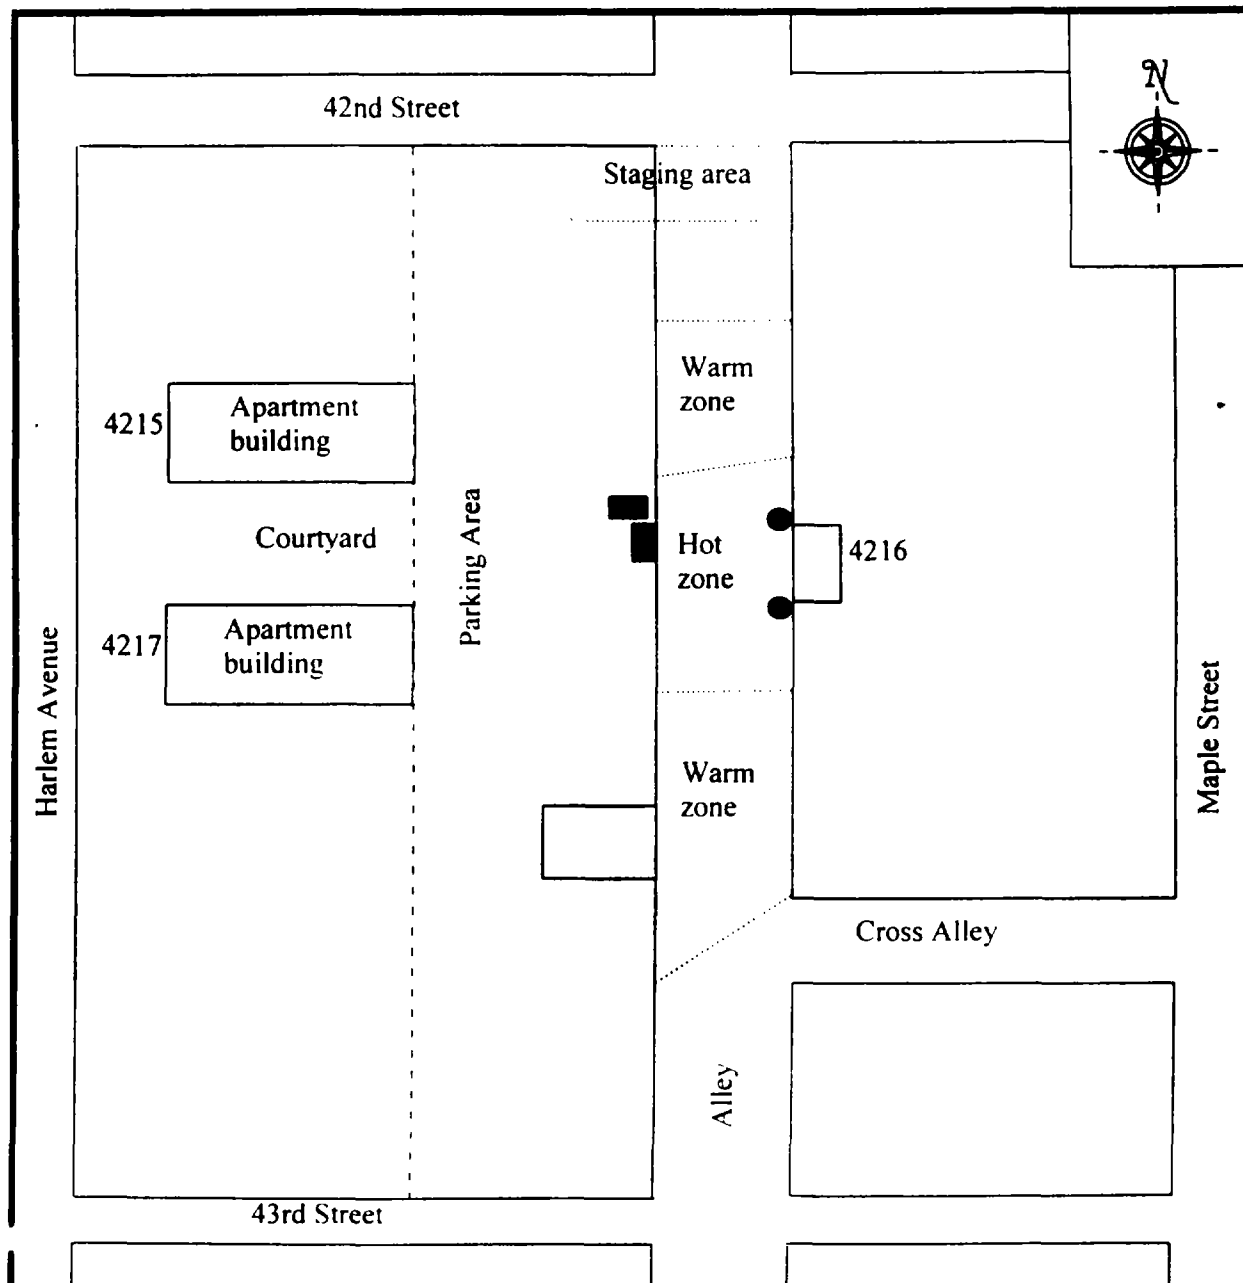 N
42nd Street
Staging area
Warm
zone
4215
Apartment
building
Courtyard
Parking Area
Hot
zone
4216
4217
Apartment
building
Harlem Avenue
Warm
zone
Maple Street
Cross Alley
Alley
43rd Street